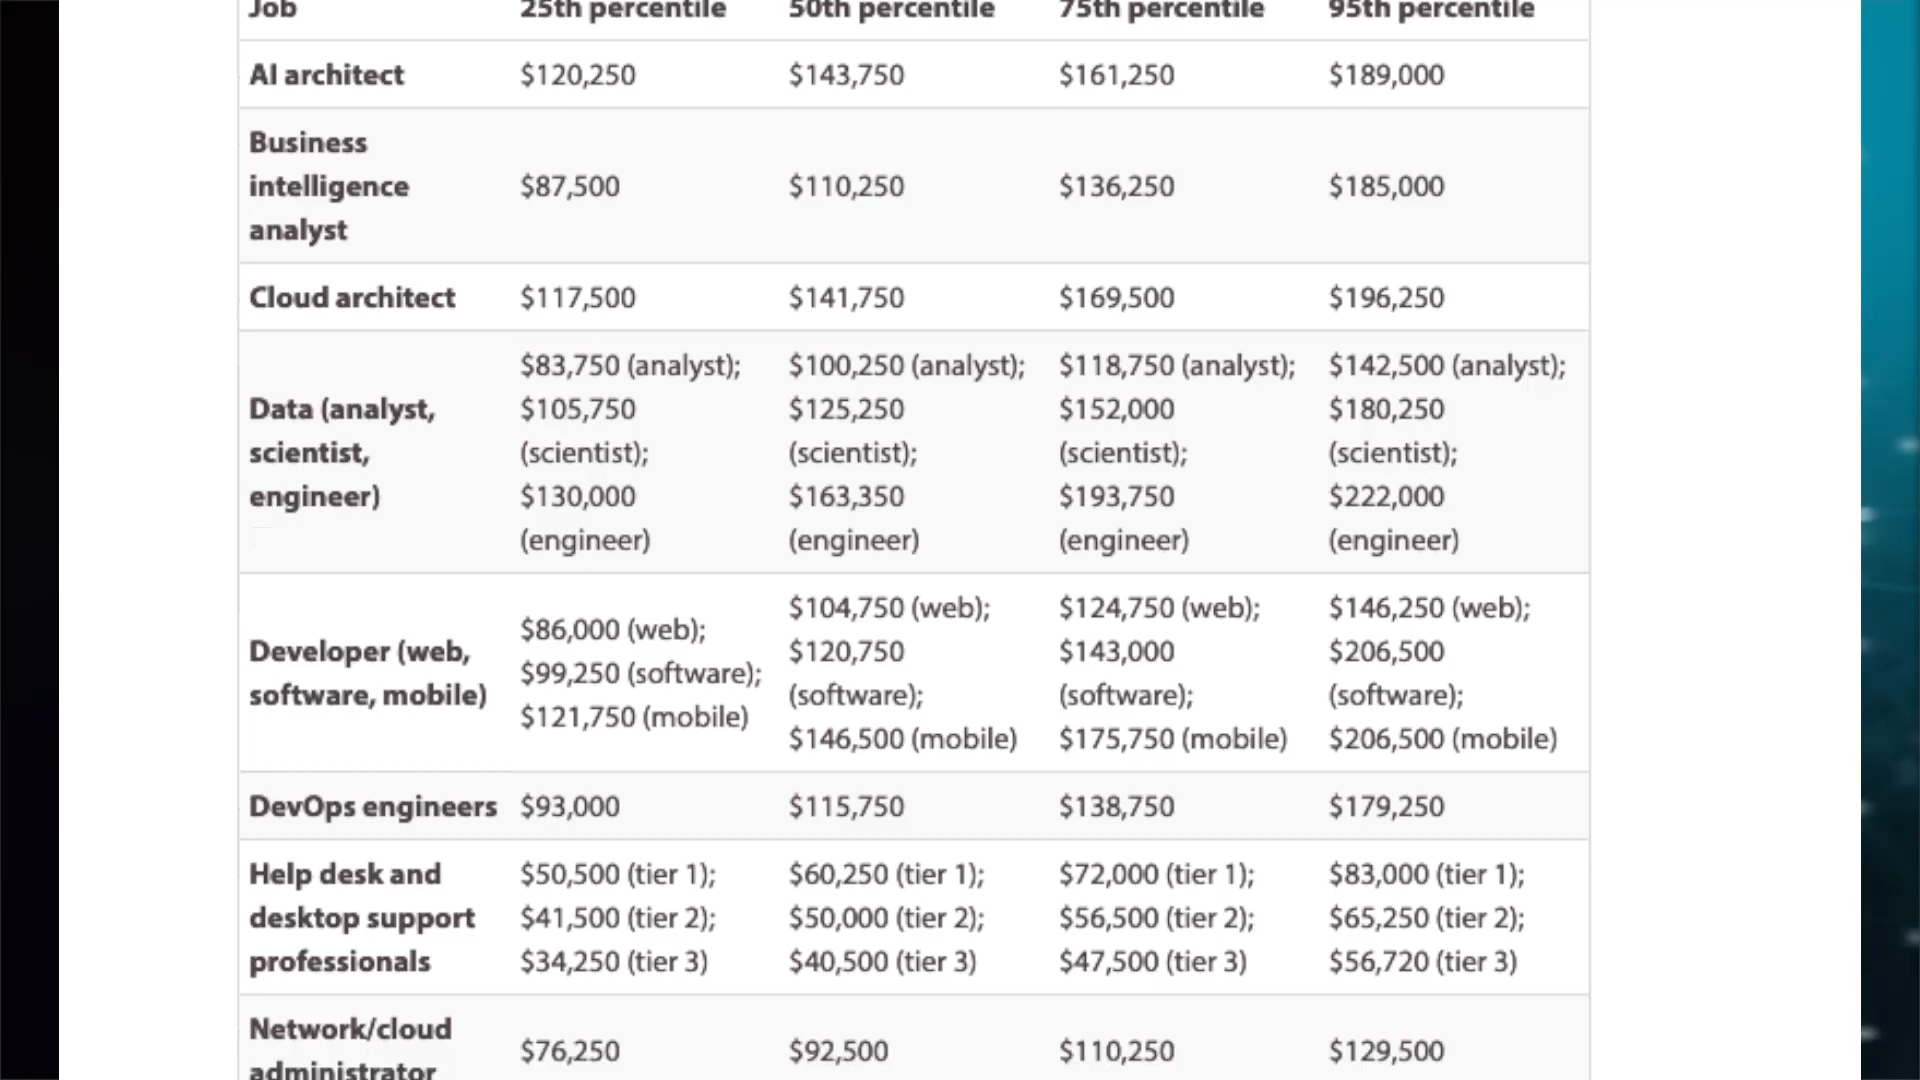 Job 25th percentile 50th percentile 75th percentile 95th percentile
AI architect $120,250 $143,750 $161,250 $189,000
Business
intelligence $87,500 $110,250 $136,250 $185,000
analyst
Cloud architect $117,500 $141,750 $169,500 $196,250
$83,750 (analyst); $100,250 (analyst); $118,750 (analyst); $142,500 (analyst);
Data (analyst, $105,750 $125,250 $152,000 $180,250
scientist, (scientist); (scientist); (scientist); (scientist);
engineer) $130,000 $163,350 $193,750 $222,000
(engineer) (engineer) (engineer) (engineer)
$104,750 (web); $124,750 (web); $146,250 (web);
$86,000 (web);
Developer (web, $120,750 $143,000 $206,500
$99,250 (software);
software, mobile) (software); (software); (software);
$121,750 (mobile)
$146,500 (mobile) $175,750 (mobile) $206,500 (mobile)
DevOps engineers $93,000 $115,750 $138,750 $179,250
Help desk and $50,500 (tier 1); $60,250 (tier 1); $72,000 (tier 1); $83,000 (tier 1);
desktop support $41,500 (tier 2); $50,000 (tier 2); $56,500 (tier 2); $65,250 (tier 2);
professionals $34,250 (tier 3) $40,500 (tier 3) $47,500 (tier 3) $56,720 (tier 3)
Network/cloud
$76,250 $92,500 $110,250 $129,500
administrator